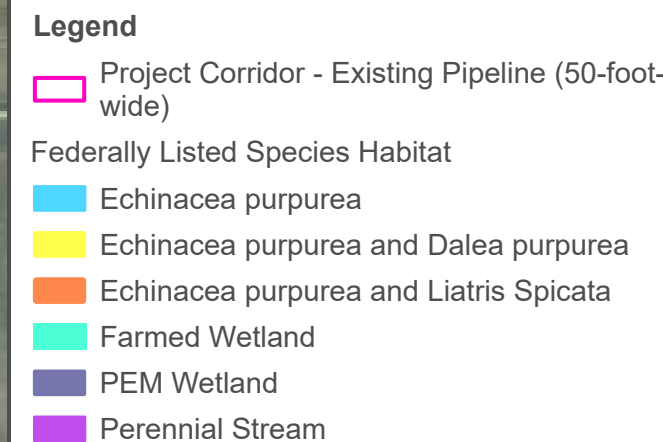 Legend
Project Corridor - Existing Pipeline (50-foot-
wide)
Federally Listed Species Habitat
Echinacea purpurea
Echinacea purpurea and Dalea purpurea
Echinacea purpurea and Liatris Spicata
Farmed Wetland
PEM Wetland
Perennial Stream